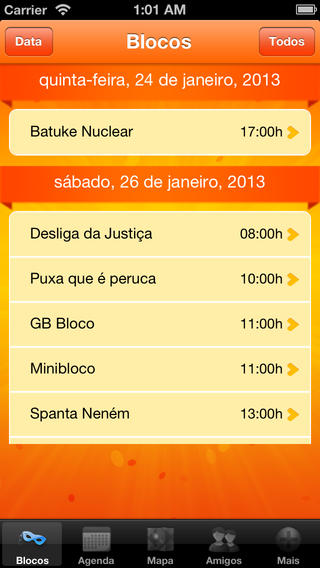 Carrier 1:01 AM
Data Blocos Todos
quinta-feira, 24 de janeiro, 2013
Batuke Nuclear 17:00h
sábado, 26 de janeiro, 2013
Desliga da Justiça 08:00h
Puxa que é peruca 10:00h
GB Bloco 11:00h
Minibloco 11:00h
Spanta Neném 13:00h
Blocos Agenda Mapa Amigos Mais